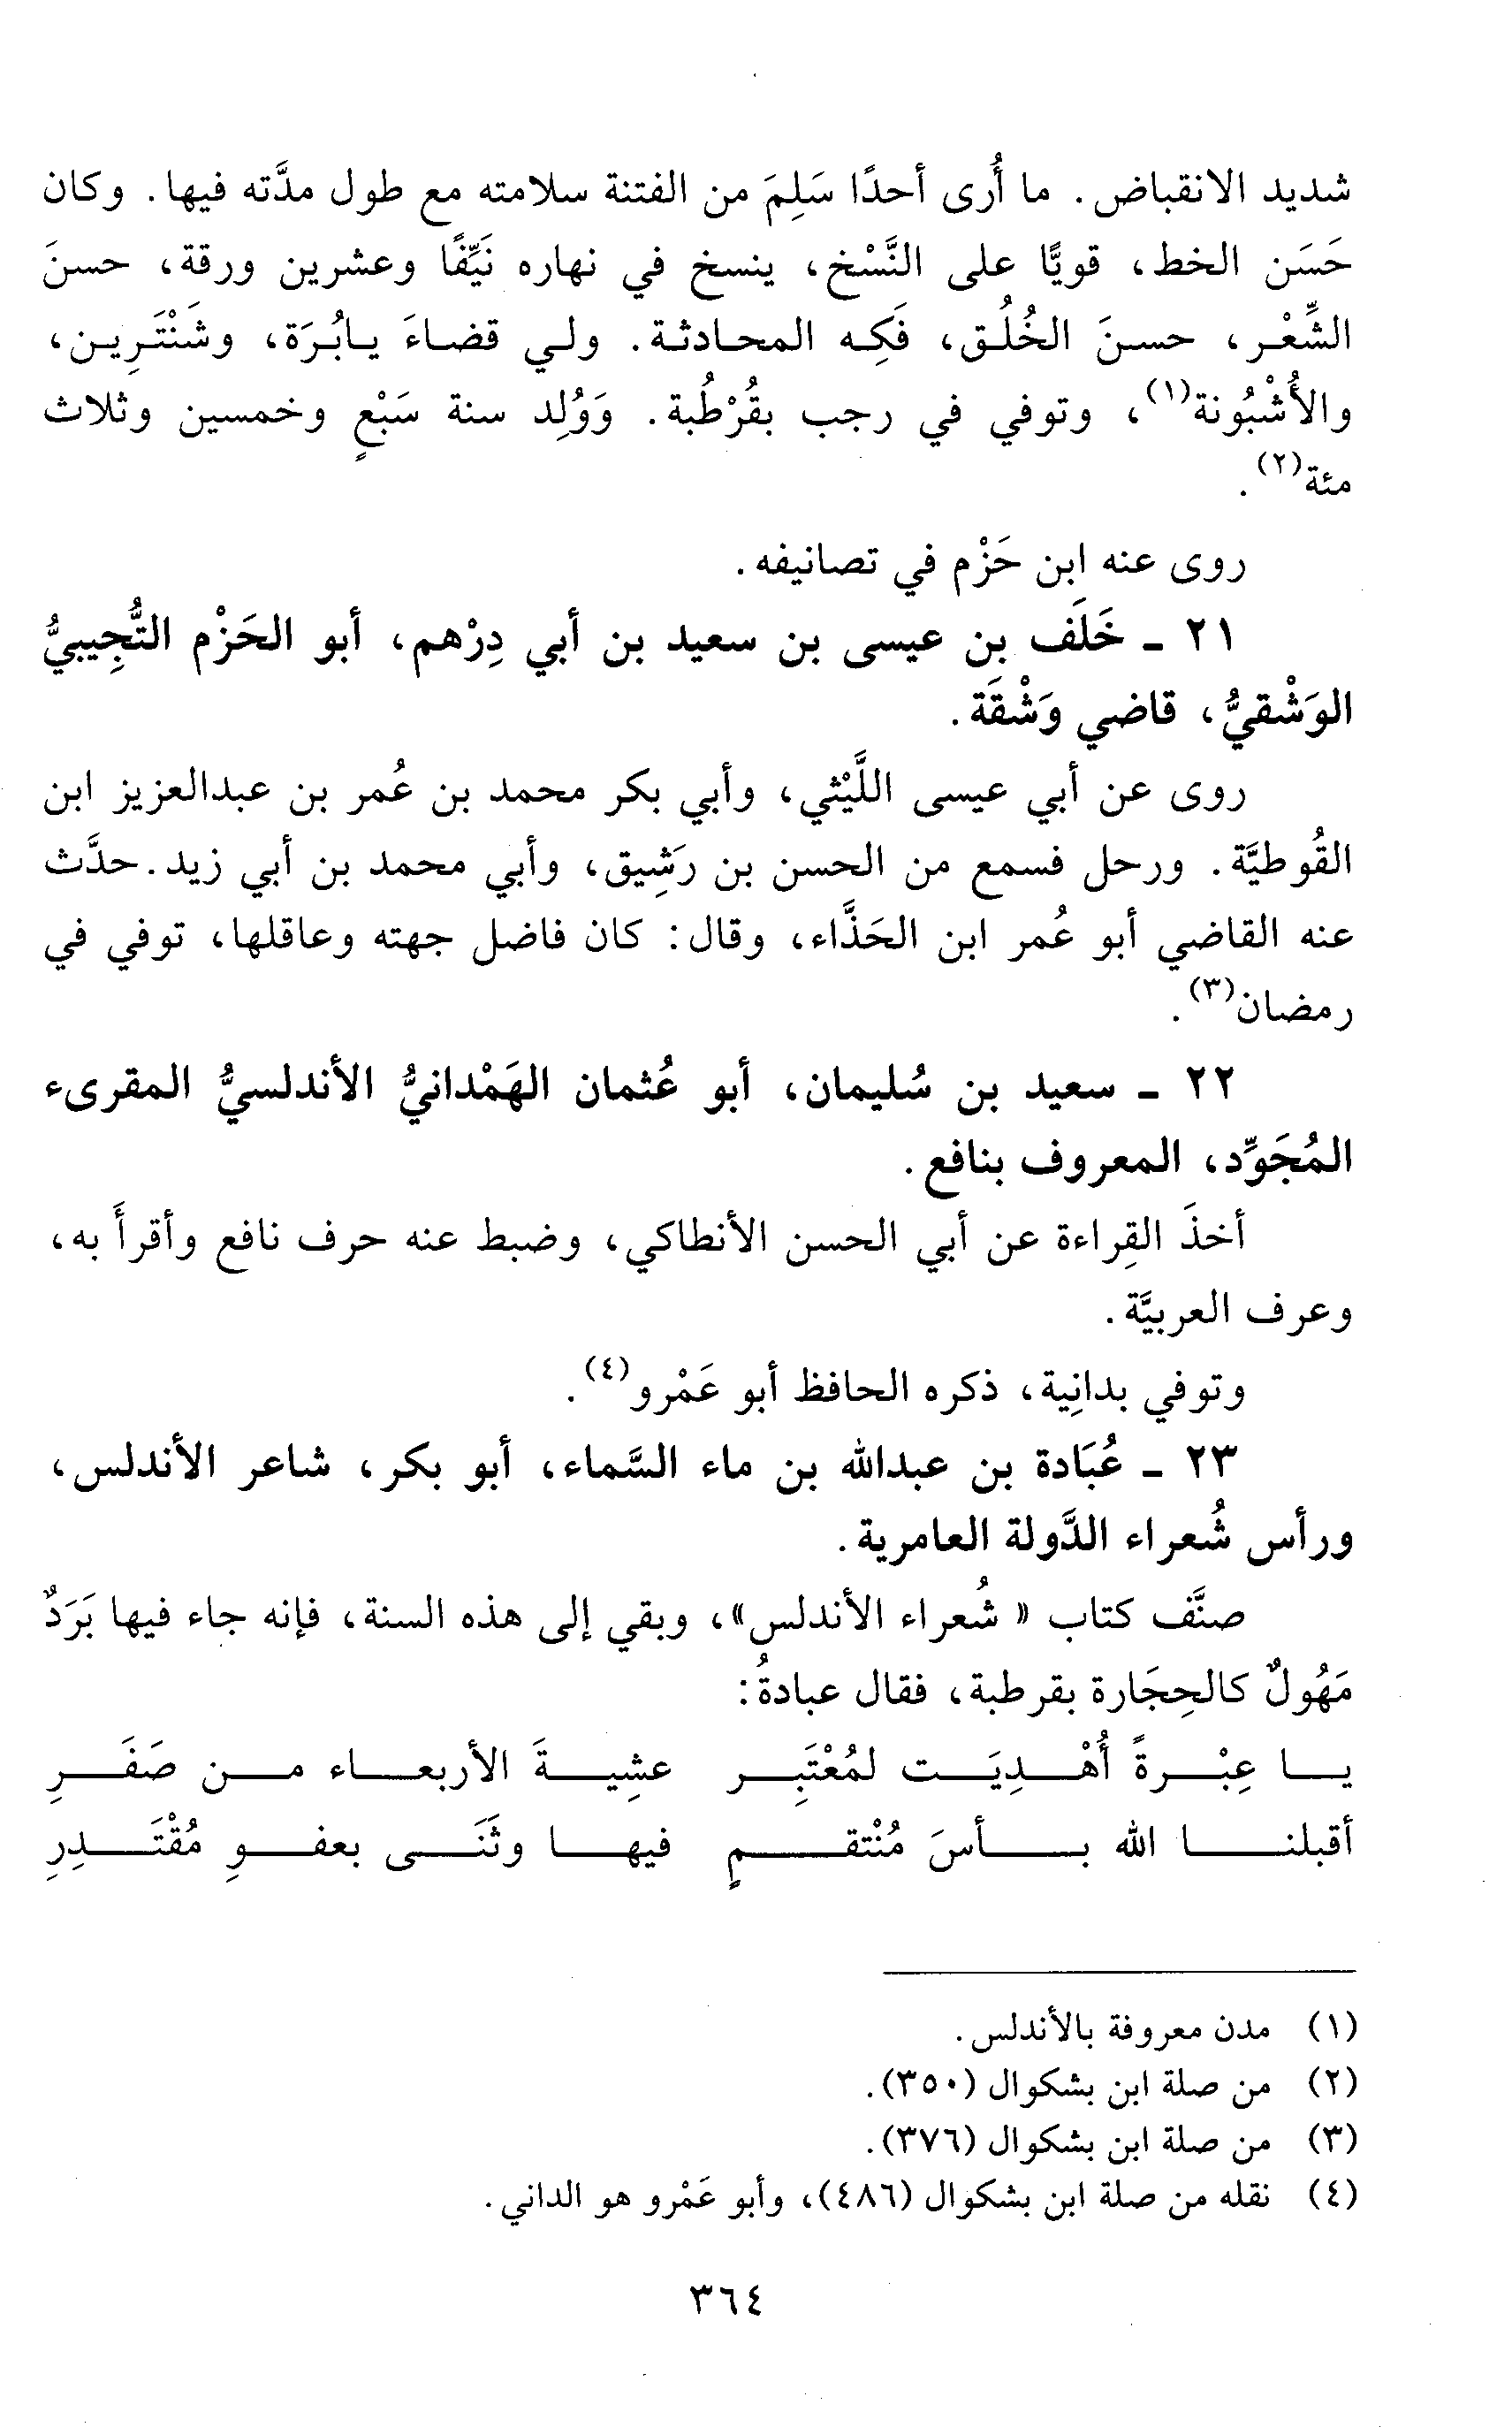 شديد الانقباض. ما أُرى أحدًا سَلِمَ من الفتنة سلامته مع طول مدَّته فيها. وكان
حَسَن الخط، قويًّا على النَّسْخ، ينسخ في نهاره نَيِّفًا وعشرين ورقة، حسنَ
الشِّعْر، حسنَ الخُلُق، فَكِه المحادثة. ولي قضاءَ يابُرَة، وشَنْتَرِين،
والأُشْبُونة(١)، وتوفي في رجب بقُرْطُبة. وَوُلِد سنة سَبْعٍ وخمسين وثلاث
مئة(٢).
روى عنه ابن حَزْم في تصانيفه.
٢١ ـ خَلَف بن عيسى بن سعيد بن أبي دِرْهم، أبو الحَزْم التُّجِيبيُّ
الوَشْقيُّ، قاضي وَشْقَة.
روى عن أبي عيسى اللَّيْثي، وأبي بكر محمد بن عُمر بن عبدالعزيز ابن
القُوطيَّة. ورحل فسمع من الحسن بن رَشِيق، وأبي محمد بن أبي زيد. حدَّث
عنه القاضي أبو عُمر ابن الحَذَّاء، وقال: كان فاضل جهته وعاقلها، توفي في
رمضان(٣).
٢٢ ـ سعيد بن سُليمان، أبو عُثمان الهَمْدانيُّ الأندلسيُّ المقرىء
المُجَوِّد، المعروف بنافع.
أخذَ القِراءة عن أبي الحسن الأنطاكي، وضبط عنه حرف نافع وأقرأَ به،
وعرف العربيَّة.
وتوفي بدانِية، ذكره الحافظ أبو عَمْرو(٤).
٢٣ ـ عُبَادة بن عبدالله بن ماء السَّماء، أبو بكر، شاعر الأندلس،
ورأس شُعراء الدَّولة العامرية.
صنَّف كتاب «شُعراء الأندلس»، وبقي إلى هذه السنة، فإنه جاء فيها بَرَدٌ
مَهُولٌ كالحِجَارة بقرطبة، فقال عبادةُ:
يا عِبْرةً أُهْدِيَت لمُعْتَبِر عشِيةَ الأربعاء من صَفَرِ
أقبلنا الله بأسَ مُنْتقمٍ فيها وثَنَى بعفوِ مُقْتَدِرِ
(١) مدن معروفة بالأندلس.
(٢) من صلة ابن بشكوال (٣٥٠).
(٣) من صلة ابن بشكوال (٣٧٦).
(٤) نقله من صلة ابن بشكوال (٤٨٦)، وأبو عَمْرو هو الداني.
٣٦٤